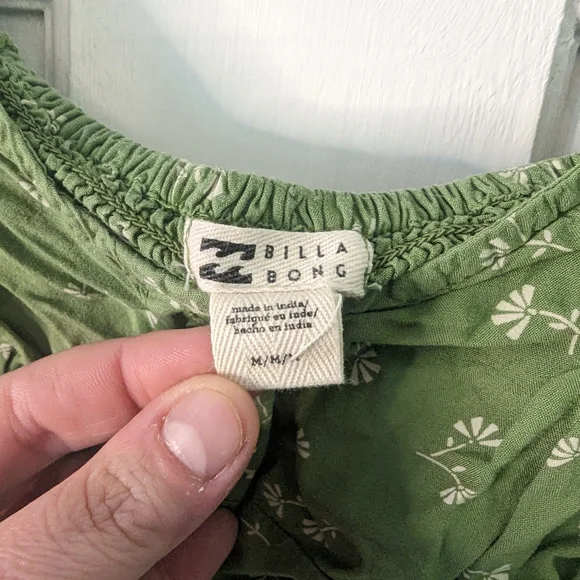 BILLA
BONG
made in india/
fabriqué en inde/
hecho en india
M/M/